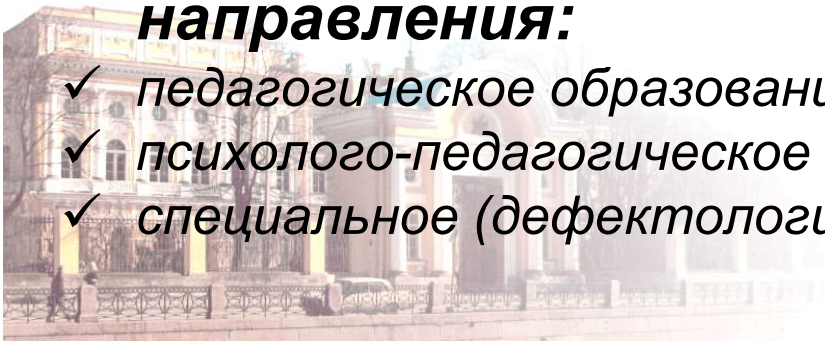 направления:
✓ педагогическое образовани
✓ психолого-педагогическое
✓ специальное (дефектологи